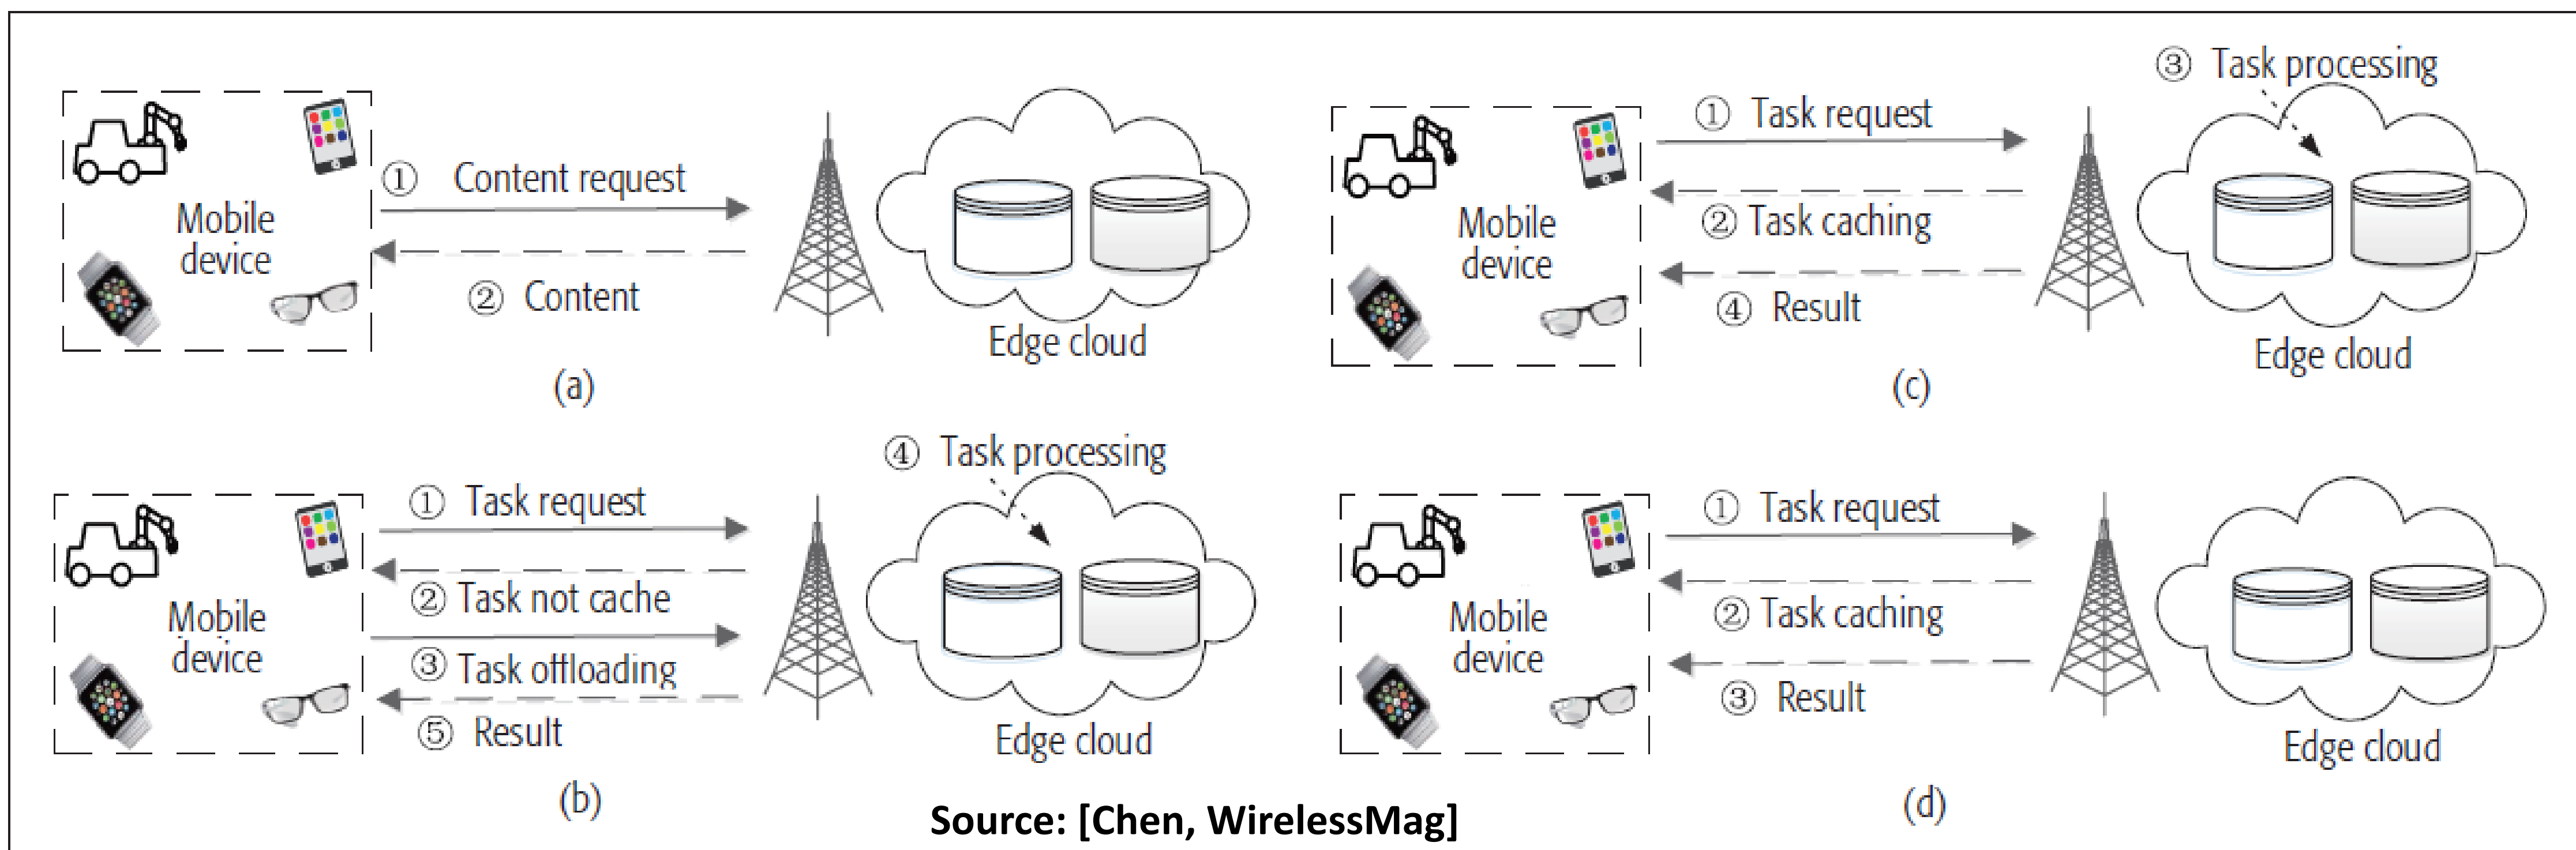 ① Content request
Mobile
device
② Content
Edge cloud
(a)
③ Task processing
① Task request
② Task caching
Mobile
device
④ Result
Edge cloud
(c)
④ Task processing
① Task request
② Task not cache
Mobile
device
③ Task offloading
⑤ Result
Edge cloud
(b)
① Task request
② Task caching
Mobile
device
③ Result
Edge cloud
(d)
Source: [Chen, WirelessMag]